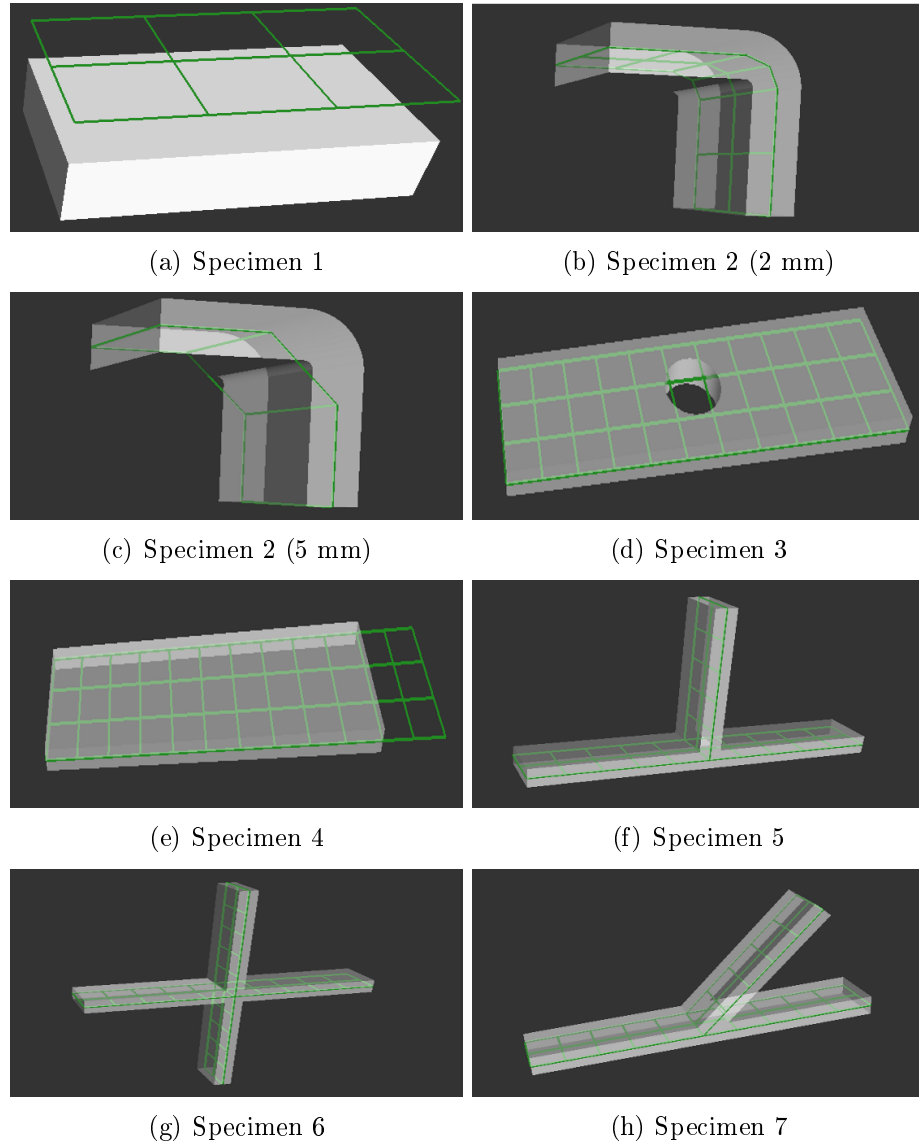 (a) Specimen 1
(b) Specimen 2 (2 mm)
(c) Specimen 2 (5 mm)
(d) Specimen 3
(e) Specimen 4
(f) Specimen 5
(g) Specimen 6
(h) Specimen 7